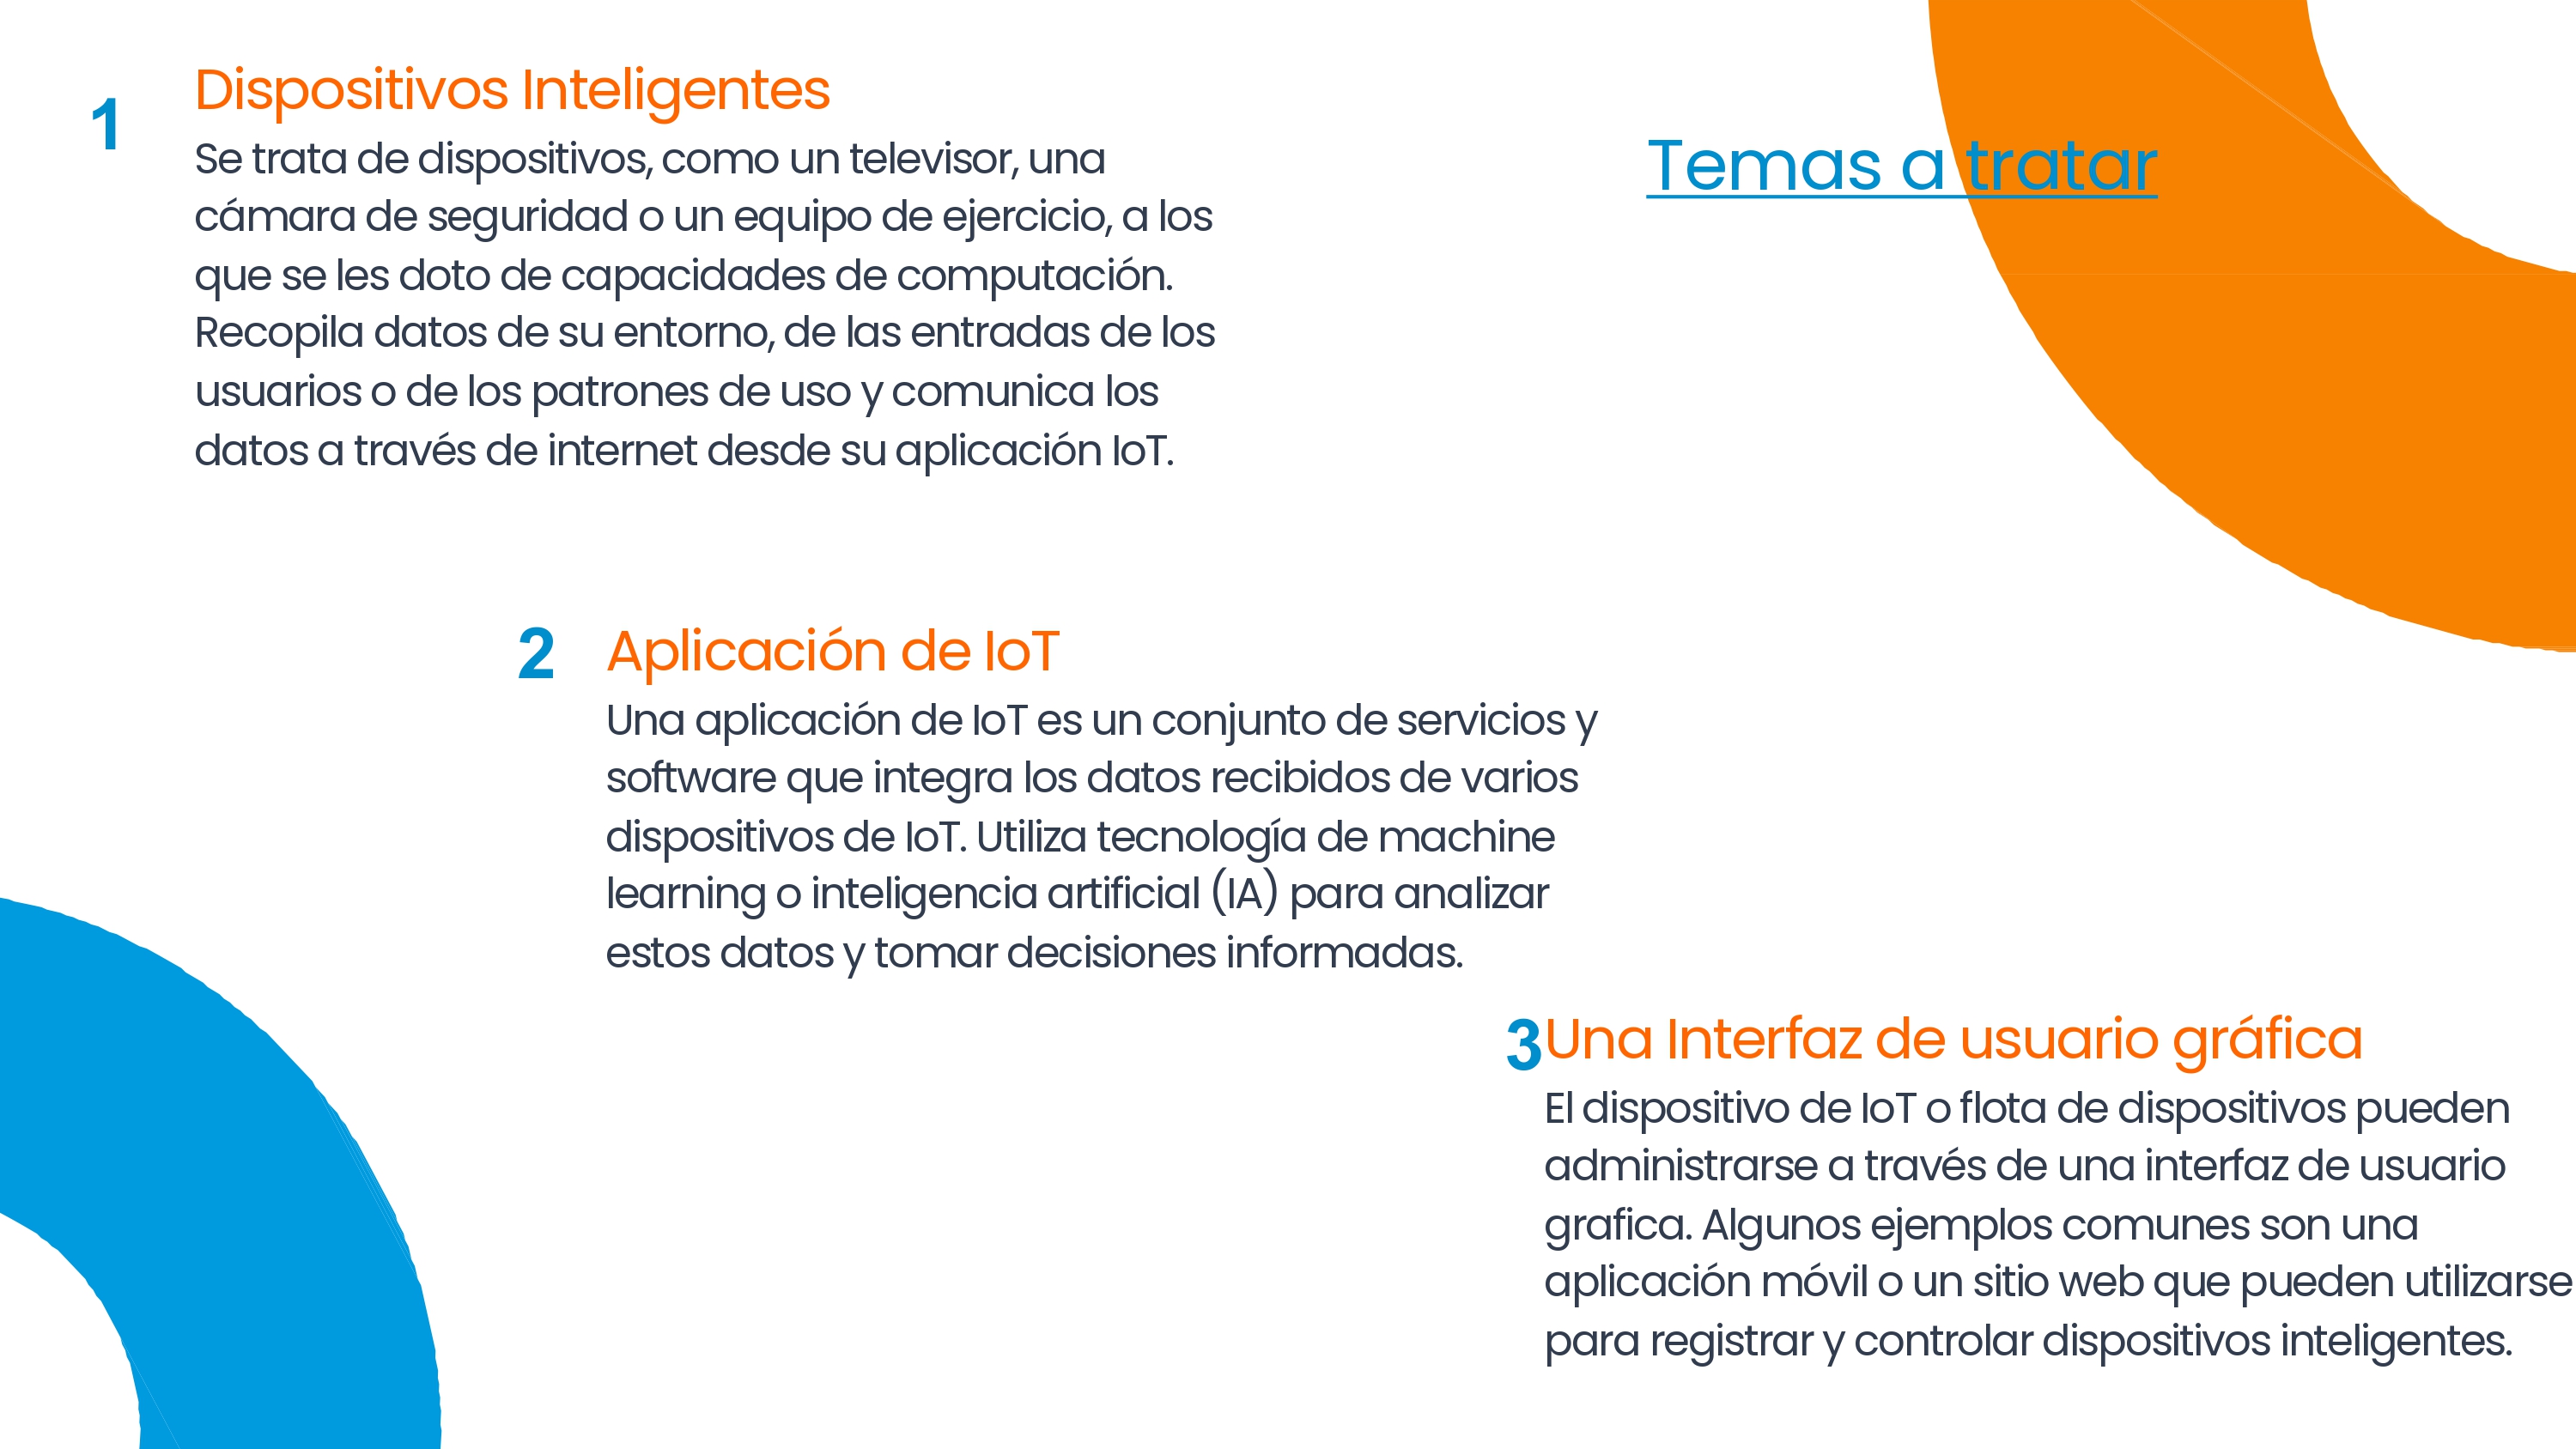 Temas a tratar
1
Dispositivos Inteligentes
Se trata de dispositivos, como un televisor, una
cámara de seguridad o un equipo de ejercicio, a los
que se les doto de capacidades de computación.
Recopila datos de su entorno, de las entradas de los
usuarios o de los patrones de uso y comunica los
datos a través de internet desde su aplicación IoT.
2
Aplicación de IoT
Una aplicación de IoT es un conjunto de servicios y
software que integra los datos recibidos de varios
dispositivos de IoT. Utiliza tecnología de machine
learning o inteligencia artificial (IA) para analizar
estos datos y tomar decisiones informadas.
3
Una Interfaz de usuario gráfica
El dispositivo de IoT o flota de dispositivos pueden
administrarse a través de una interfaz de usuario
grafica. Algunos ejemplos comunes son una
aplicación móvil o un sitio web que pueden utilizarse
para registrar y controlar dispositivos inteligentes.